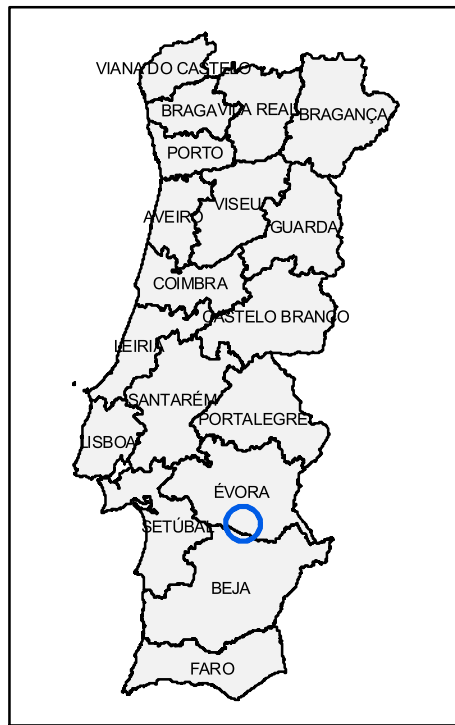 VIANA DO CASTELO
BRAGA
VILA REAL
BRAGANÇA
PORTO
VISEU
AVEIRO
GUARDA
COIMBRA
CASTELO BRANCO
LEIRIA
SANTARÉM
PORTALEGRE
LISBOA
ÉVORA
SETÚBAL
BEJA
FARO